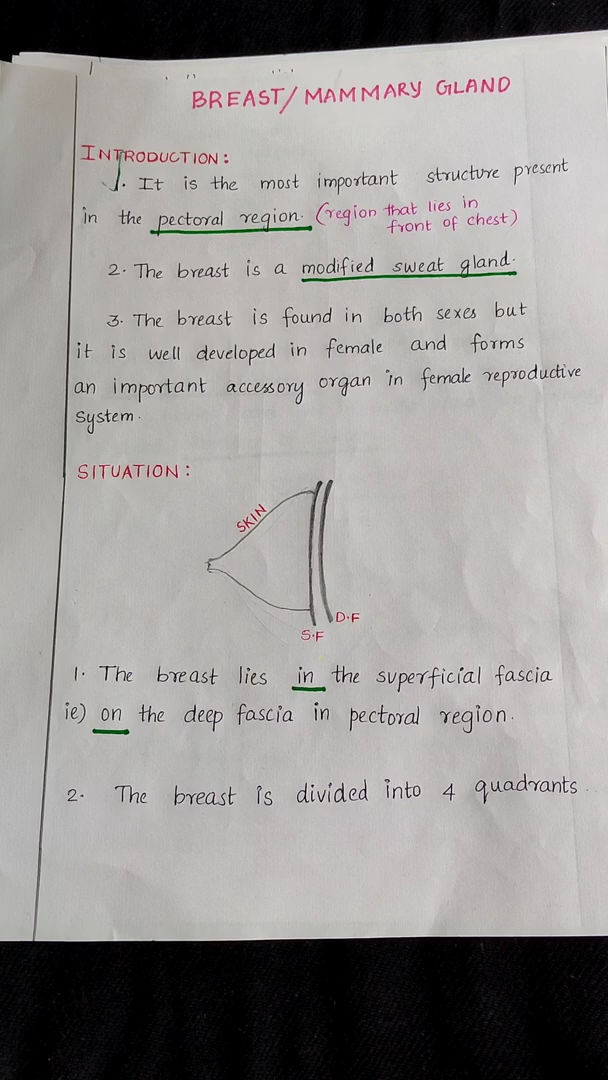 BREAST/MAMMARY GLAND
INTRODUCTION:
1. It is the most important structure present
in the pectoral region. (region that lies in
front of chest)
2. The breast is a modified sweat gland.
3. The breast is found in both sexes but
it is well developed in female and forms
an important accessory organ in female reproductive
system.
SITUATION:
SKIN
D.F
S.F
1. The breast lies in the superficial fascia
ie) on the deep fascia in pectoral region.
2. The breast is divided into 4 quadrants.